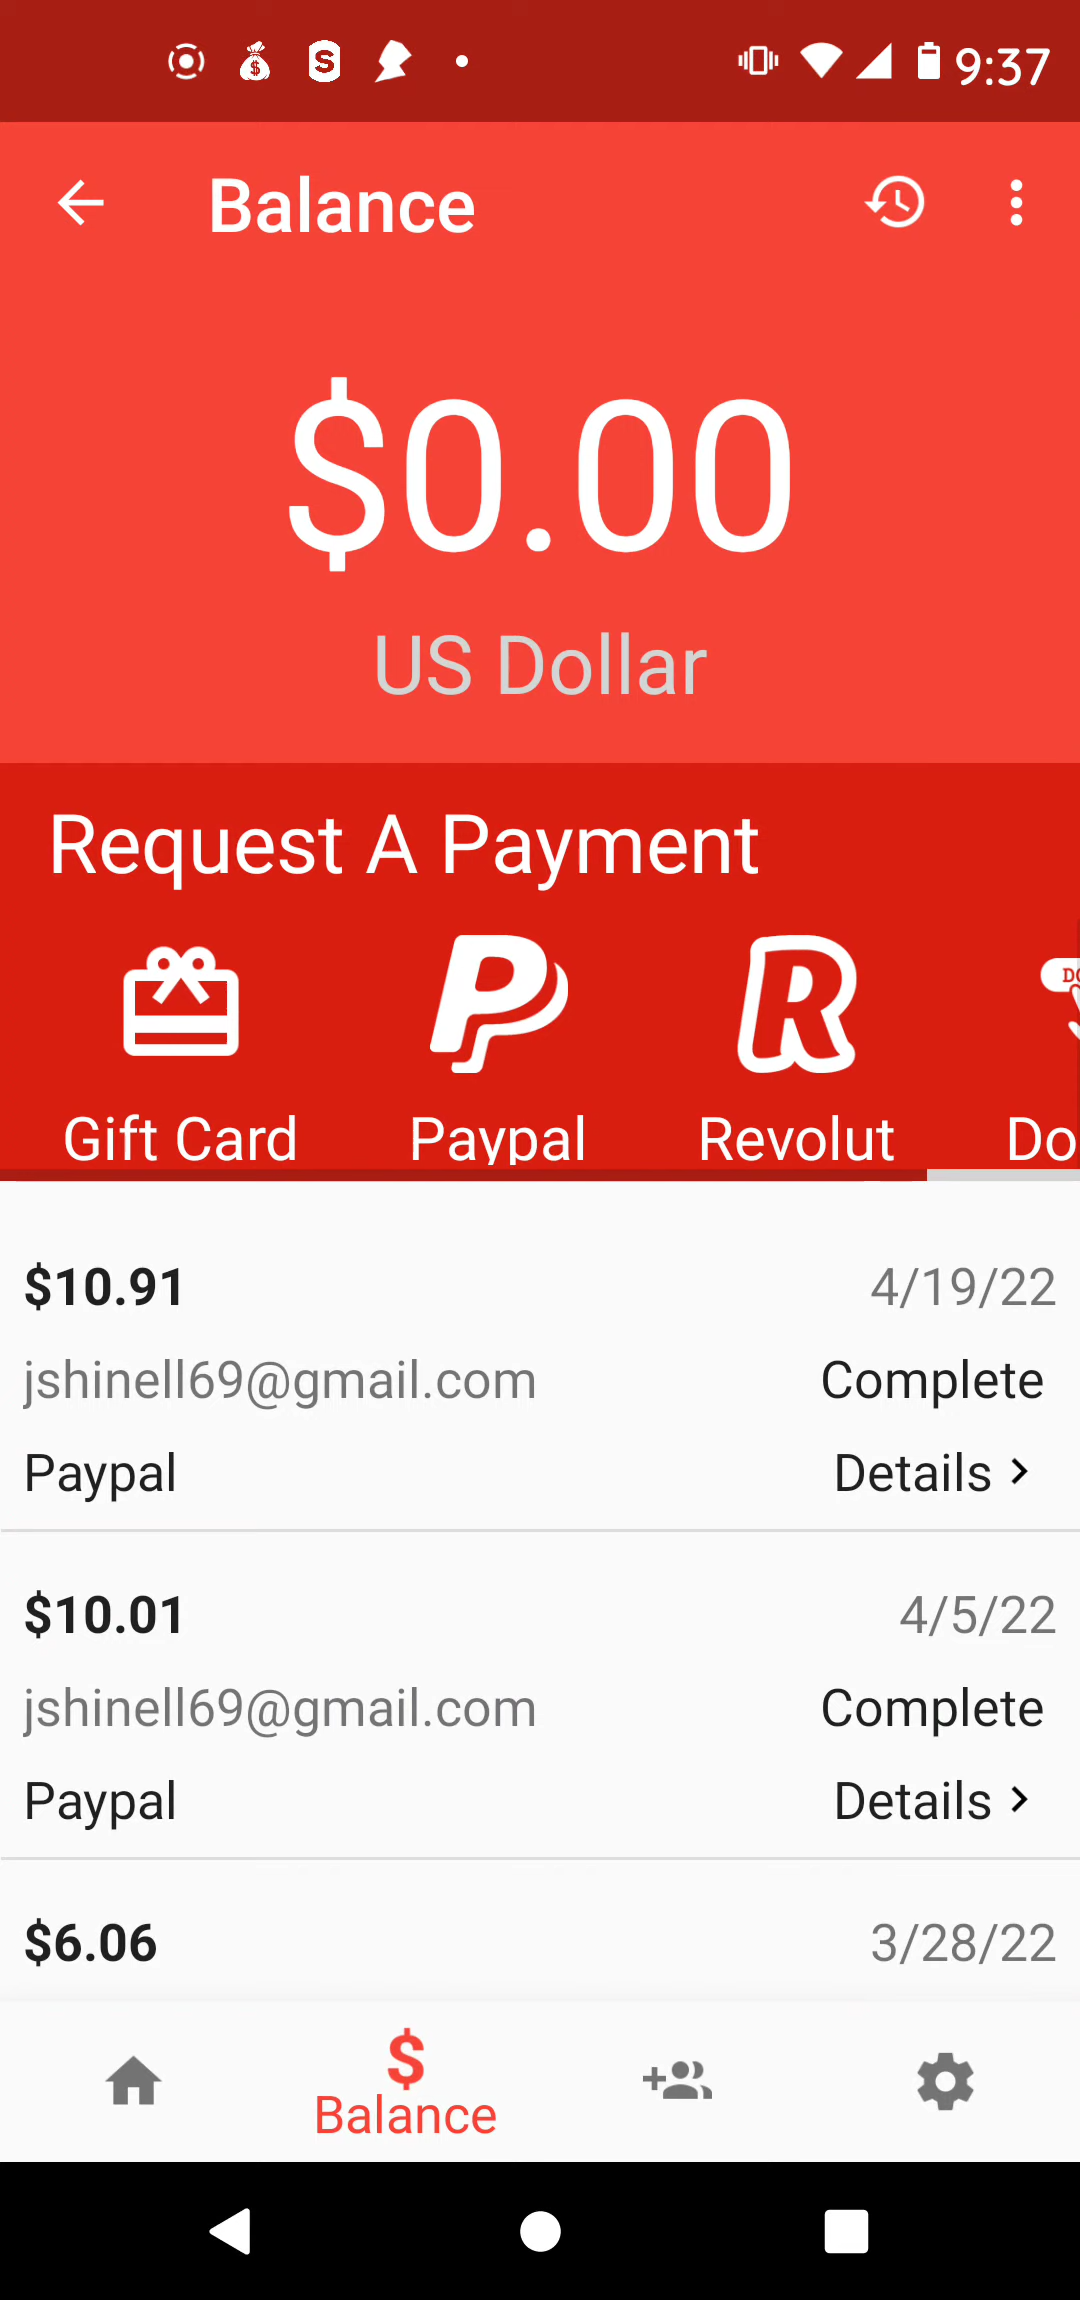 9:37
Balance
$0.00
US Dollar
Request A Payment
Gift Card
Paypal
Revolut
Do
$10.91
4/19/22
jshinell69@gmail.com
Complete
Paypal
Details
$10.01
4/5/22
jshinell69@gmail.com
Complete
Paypal
Details
$6.06
3/28/22
$
Balance